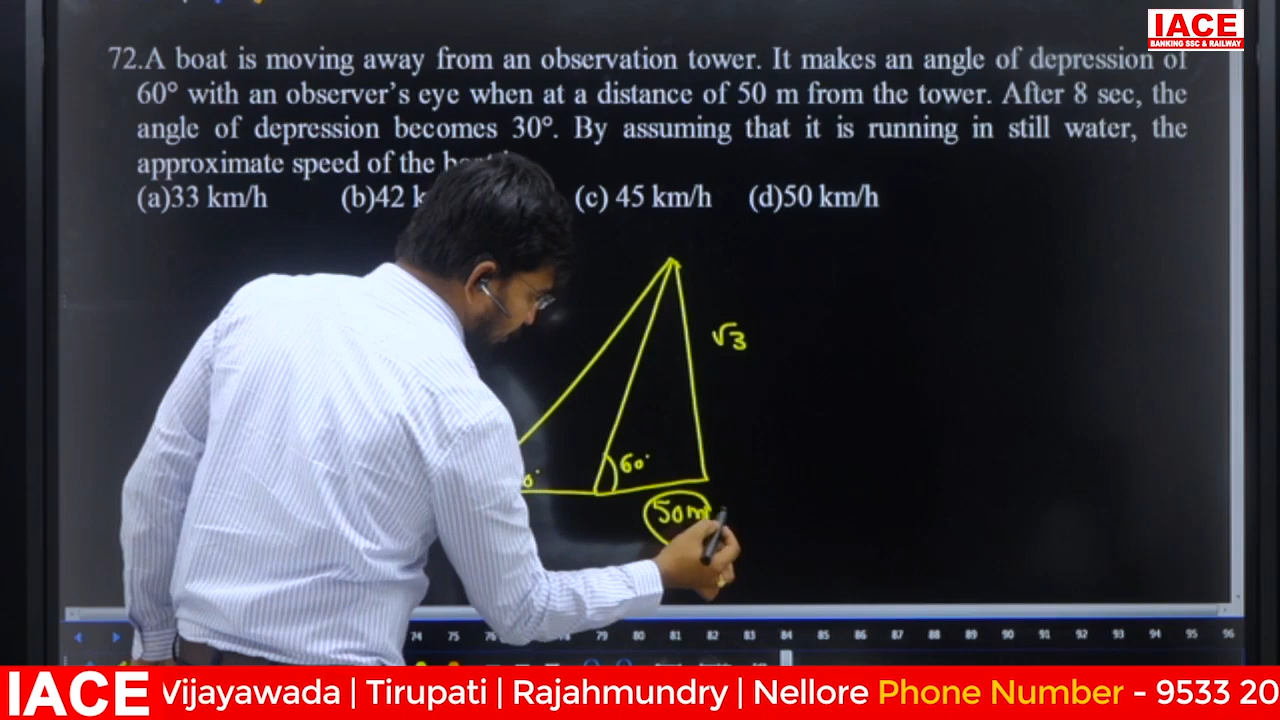 IACE
BANKING SSC & RAILWAY
72.A boat is moving away from an observation tower. It makes an angle of depression of
60° with an observer's eye when at a distance of 50 m from the tower. After 8 sec, the
angle of depression becomes 30°. By assuming that it is running in still water, the
approximate speed of the
(a)33 km/h (b)42 k (c) 45 km/h (d)50 km/h
√3
60°
50m
74 75 76 78 79 80 81 82 83 84 85 86 87 88 89 90 91 92 93 94 95 96
IACE Vijayawada | Tirupati | Rajahmundry | Nellore Phone Number - 9533 20